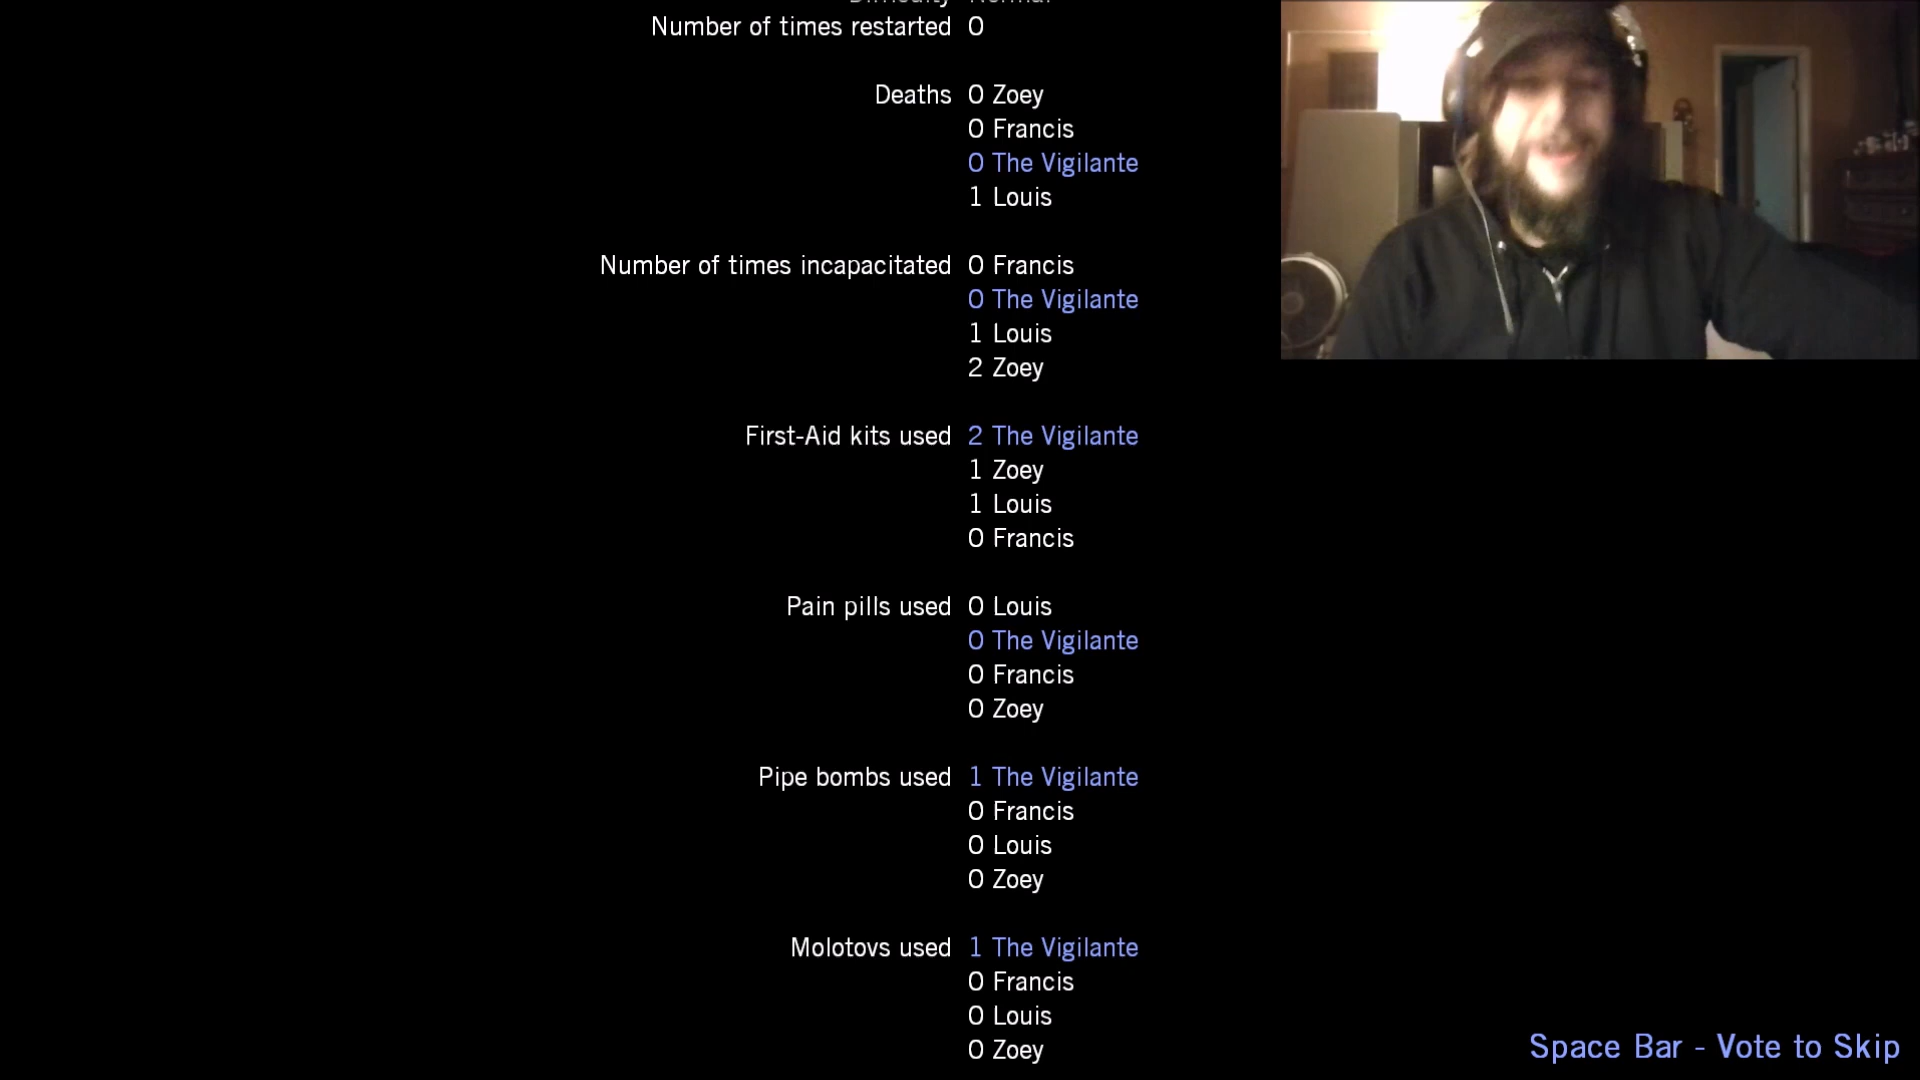 Difficulty Normal
Number of times restarted 0
Deaths 0 Zoey
0 Francis
0 The Vigilante
1 Louis
Number of times incapacitated 0 Francis
0 The Vigilante
1 Louis
2 Zoey
First-Aid kits used 2 The Vigilante
1 Zoey
1 Louis
0 Francis
Pain pills used 0 Louis
0 The Vigilante
0 Francis
0 Zoey
Pipe bombs used 1 The Vigilante
0 Francis
0 Louis
0 Zoey
Molotovs used 1 The Vigilante
0 Francis
0 Louis
0 Zoey
Space Bar - Vote to Skip